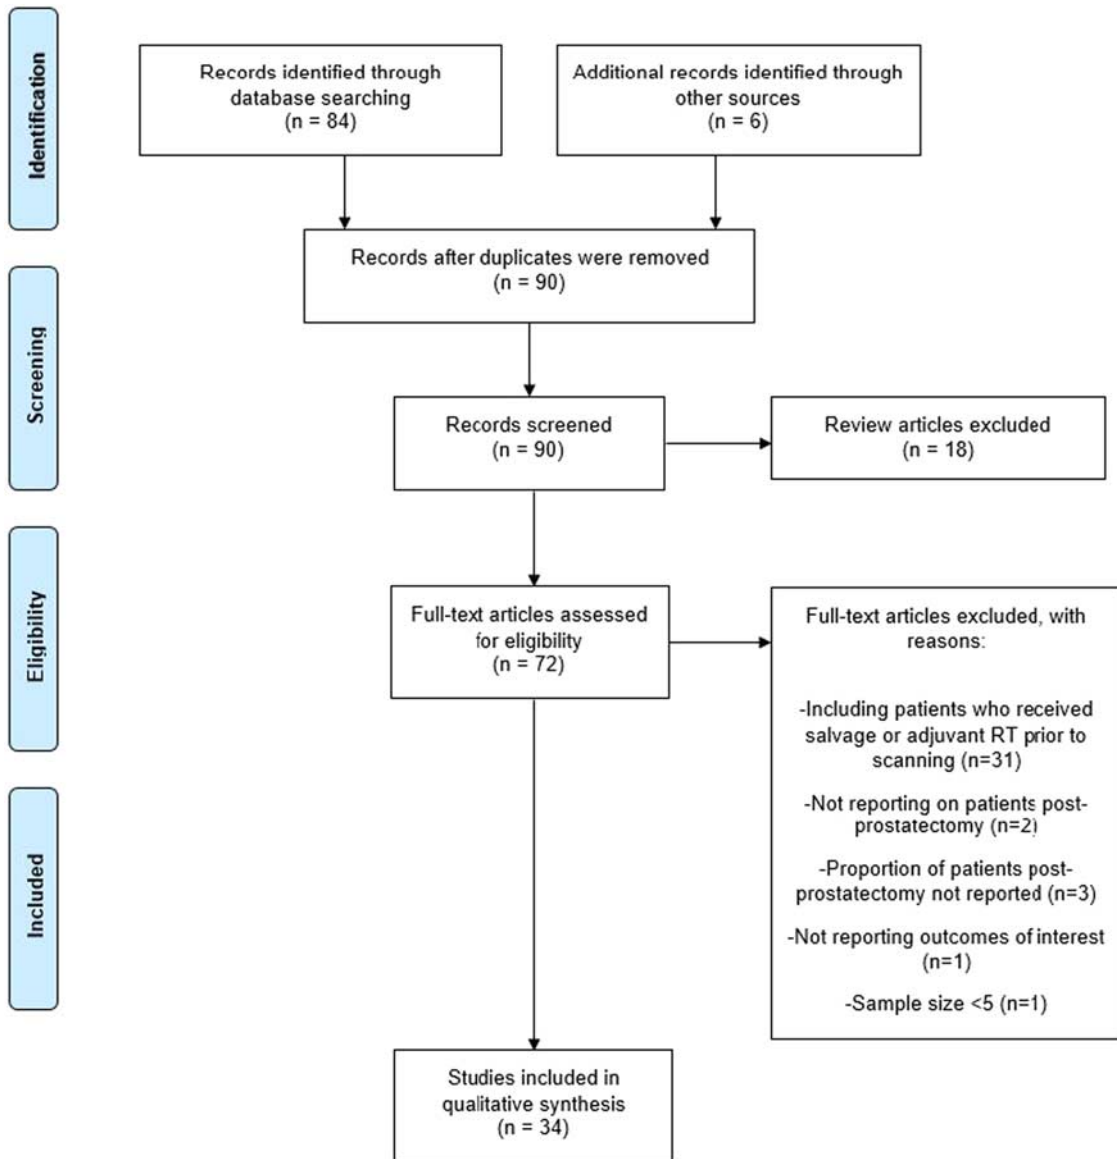 Identification
Records identified through
database searching
(n = 84)
Additional records identified through
other sources
(n = 6)
Records after duplicates were removed
(n = 90)
Screening
Records screened
(n = 90)
Review articles excluded
(n = 18)
Eligibility
Full-text articles assessed
for eligibility
(n = 72)
Full-text articles excluded, with
reasons:
-Including patients who received
salvage or adjuvant RT prior to
scanning (n=31)
-Not reporting on patients post-
prostatectomy (n=2)
-Proportion of patients post-
prostatectomy not reported (n=3)
-Not reporting outcomes of interest
(n=1)
-Sample size <5 (n=1)
Included
Studies included in
qualitative synthesis
(n = 34)